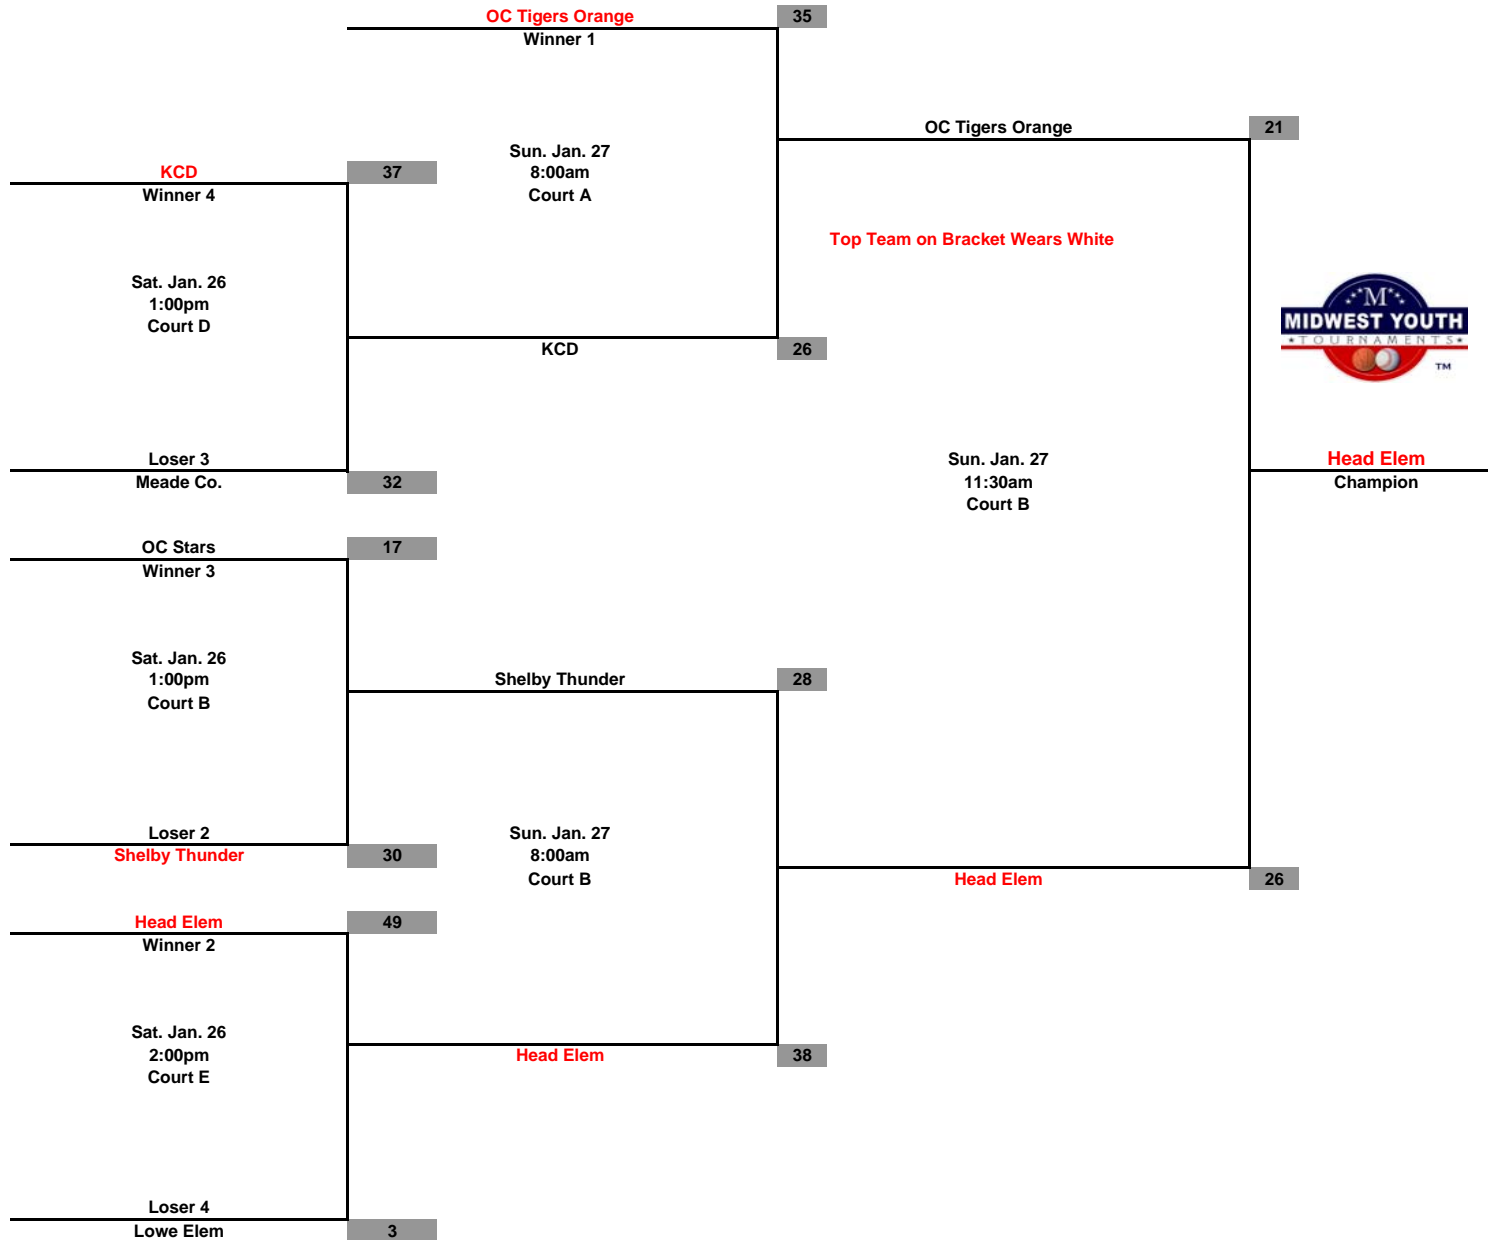 OC Tigers Orange 35
Winner 1
OC Tigers Orange 21
Sun. Jan. 27
8:00am
Court A
KCD 37
Winner 4
Top Team on Bracket Wears White
Sat. Jan. 26
1:00pm
Court D
M
MIDWEST YOUTH
TOURNAMENTS
TM
KCD 26
Loser 3
Meade Co. 32
Sun. Jan. 27
11:30am
Court B
Head Elem
Champion
OC Stars 17
Winner 3
Sat. Jan. 26
1:00pm
Court B
Shelby Thunder 28
Loser 2
Shelby Thunder 30
Sun. Jan. 27
8:00am
Court B
Head Elem 26
Head Elem 49
Winner 2
Sat. Jan. 26
2:00pm
Court E
Head Elem 38
Loser 4
Lowe Elem 3